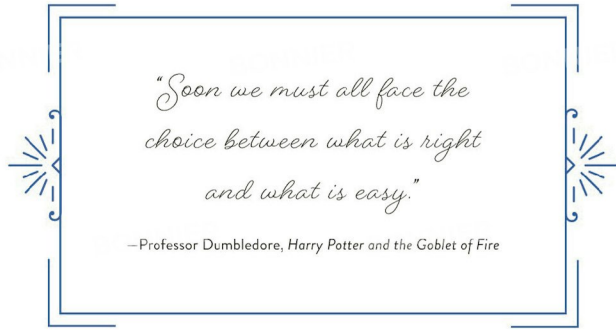 “Soon we must all face the
choice between what is right
and what is easy.”
—Professor Dumbledore, Harry Potter and the Goblet of Fire